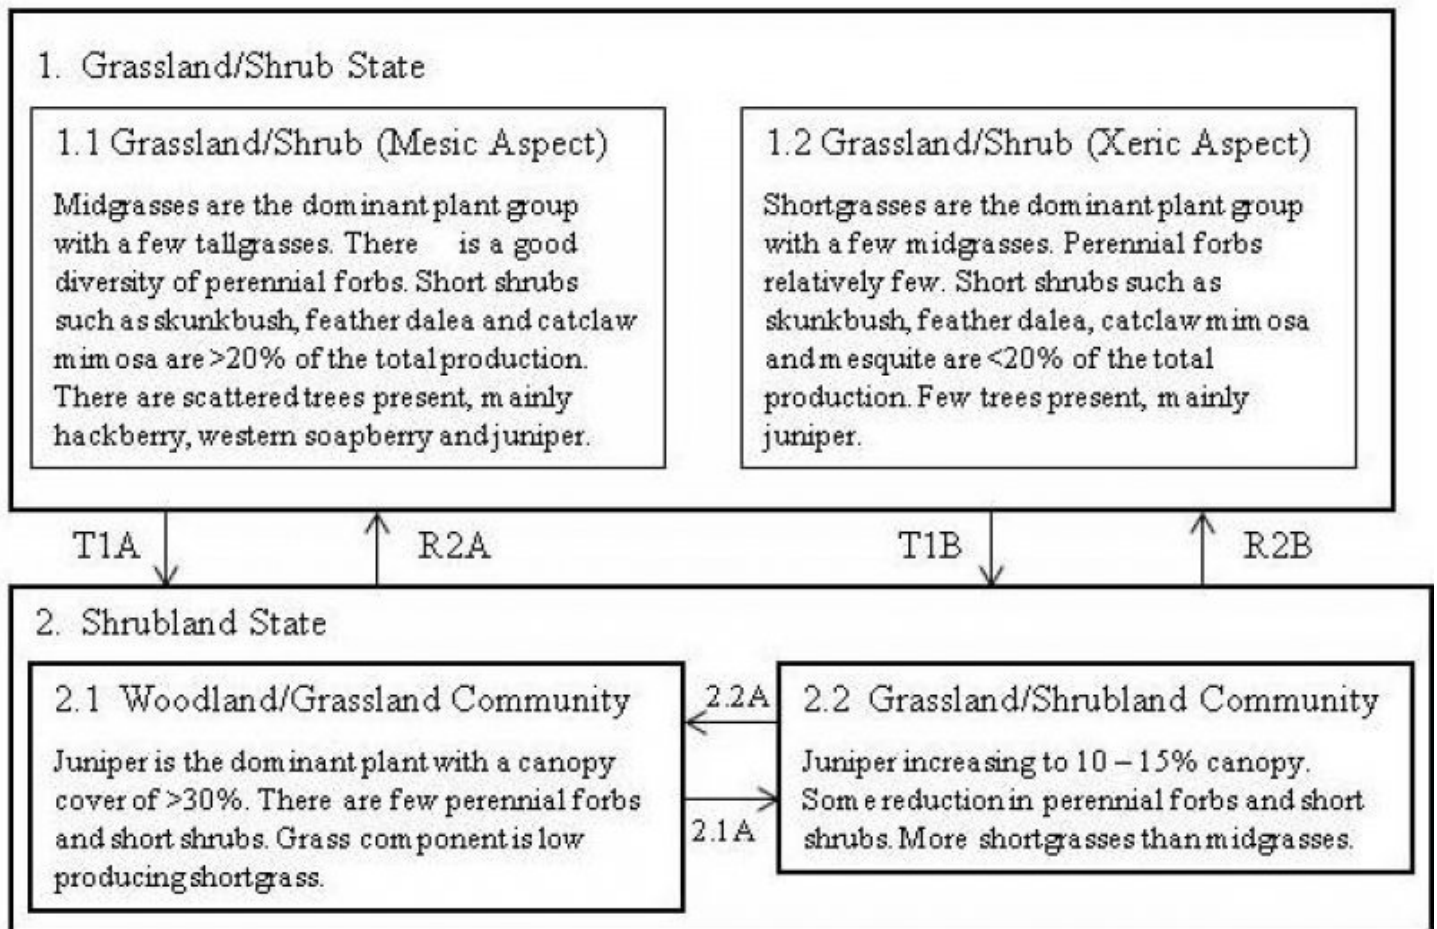 1. Grassland/Shrub State
1.1 Grassland/Shrub (Mesic Aspect)
Midgrasses are the dominant plant group
with a few tallgrasses. There is a good
diversity of perennial forbs. Short shrubs
such as skunkbush, feather dalea and catclaw
mimosa are >20% of the total production.
There are scattered trees present, mainly
hackberry, western soapberry and juniper.
1.2 Grassland/Shrub (Xeric Aspect)
Shortgrasses are the dominant plant group
with a few midgrasses. Perennial forbs
relatively few. Short shrubs such as
skunkbush, feather dalea, catclaw mimosa
and mesquite are <20% of the total
production. Few trees present, mainly
juniper.
T1A
R2A
T1B
R2B
2. Shrubland State
2.1 Woodland/Grassland Community
Juniper is the dominant plant with a canopy
cover of >30%. There are few perennial forbs
and short shrubs. Grass component is low
producing shortgrass.
2.2A
2.1A
2.2 Grassland/Shrubland Community
Juniper increasing to 10 – 15% canopy.
Some reduction in perennial forbs and short
shrubs. More shortgrasses than midgrasses.